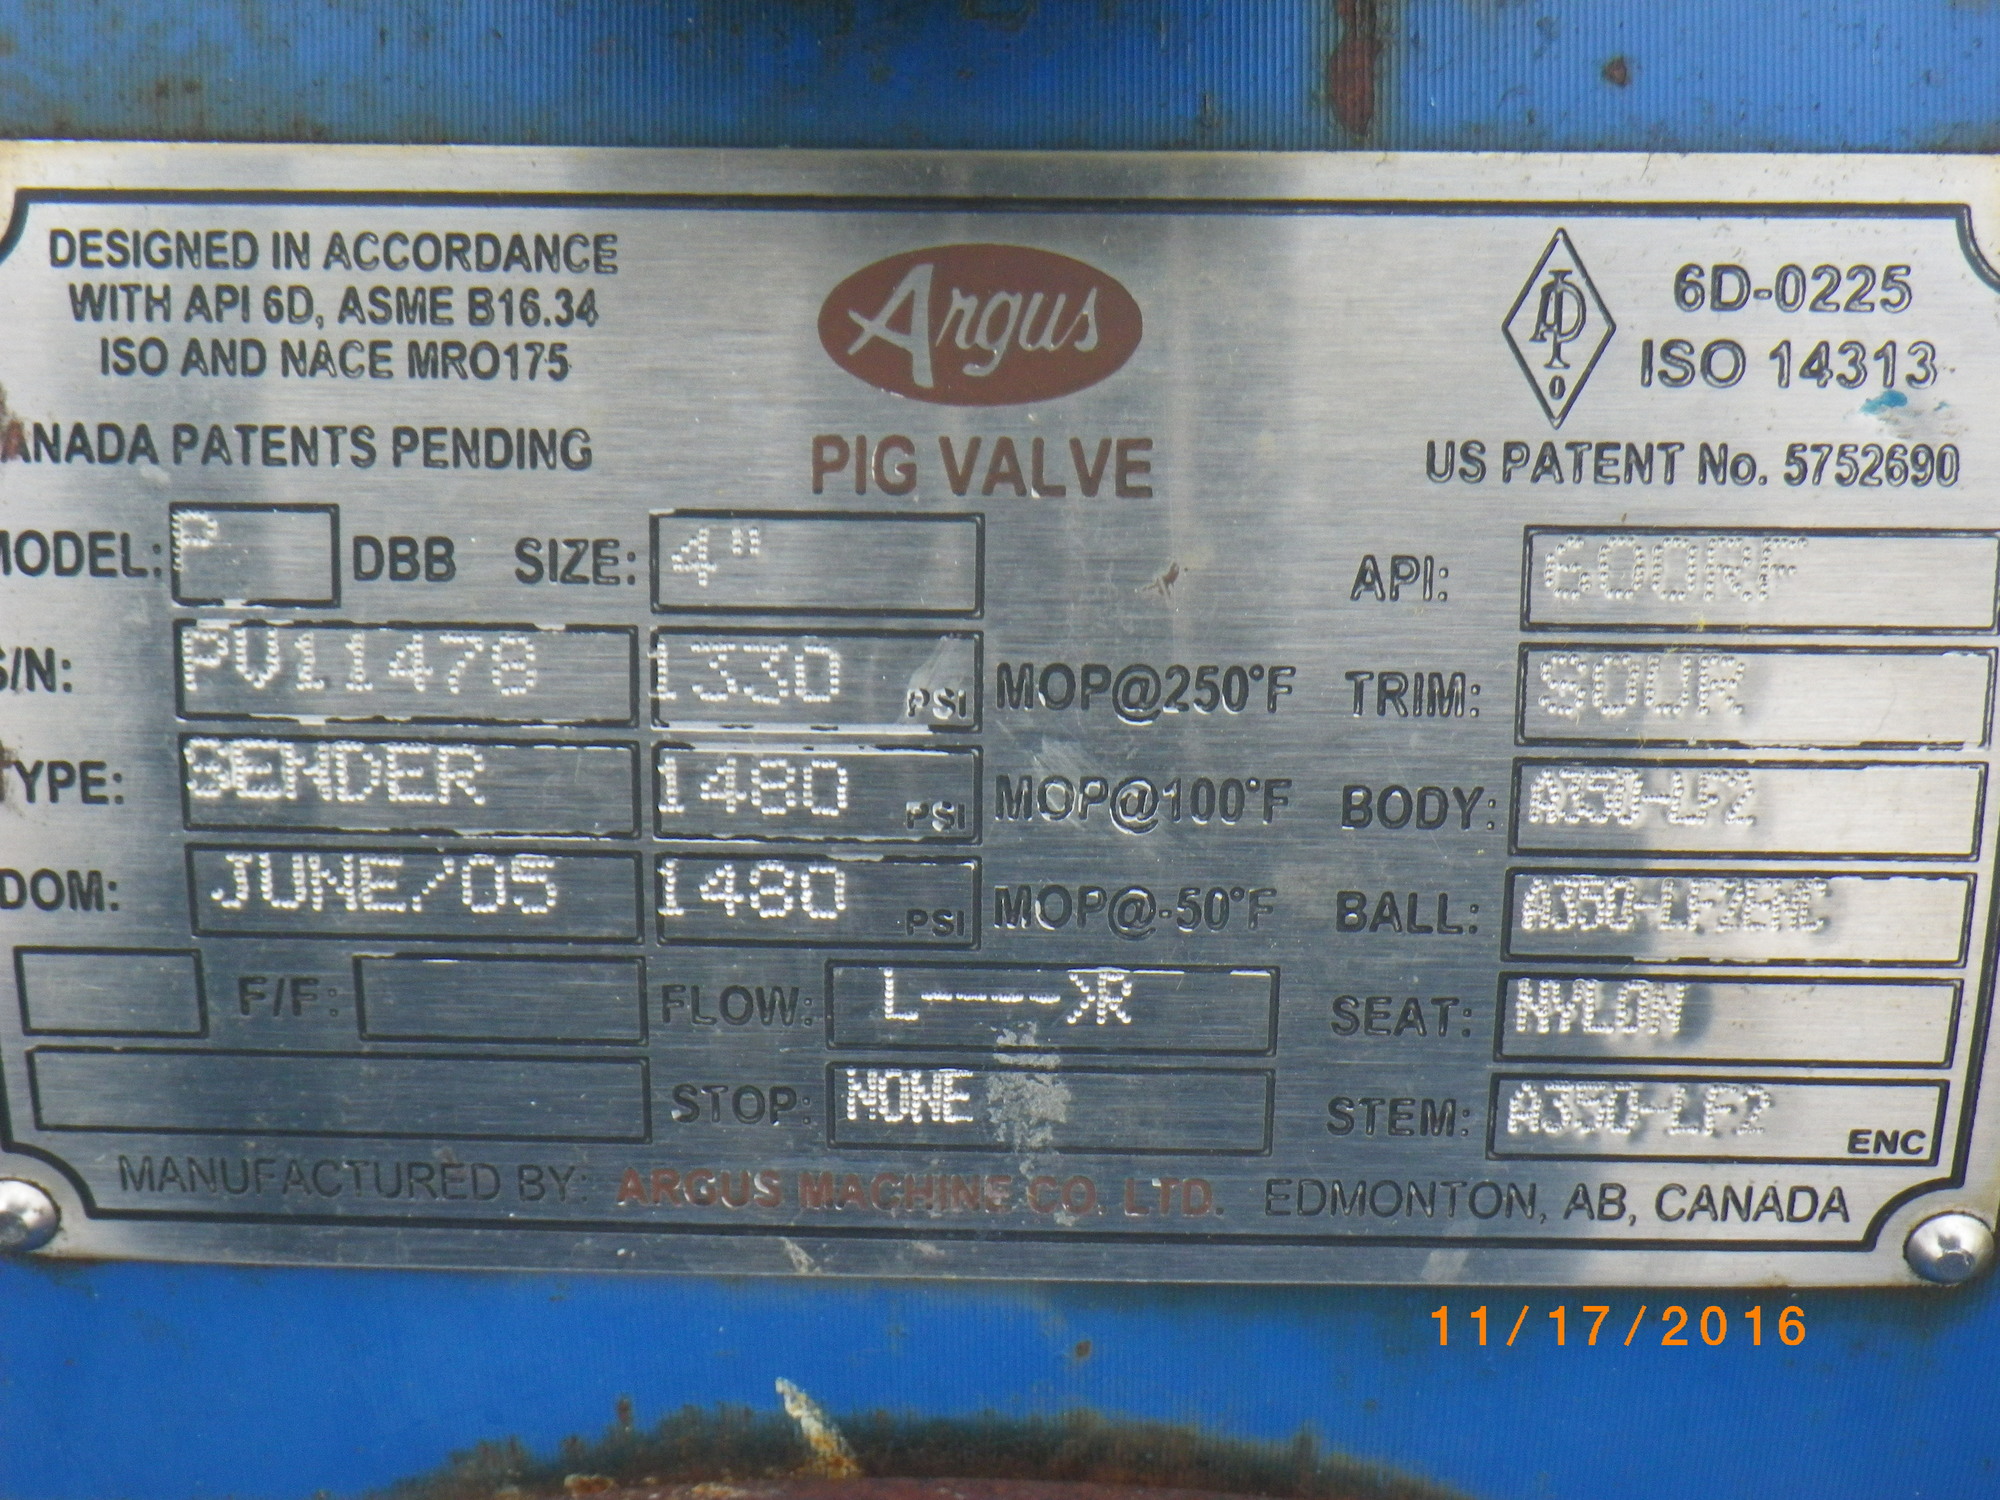 DESIGNED IN ACCORDANCE
WITH API 6D, ASME B16.34
ISO AND NACE MRO175
ANADA PATENTS PENDING
Argus
PIG VALVE
API
6D-0225
ISO 14313
US PATENT No. 5752690
MODEL: P DBB SIZE: 4" API: 600RF
S/N: PV11478 1330 PSI MOP@250°F TRIM: SOUR
TYPE: SENDER 1480 PSI MOP@100°F BODY: A350-LF2
DOM: JUNE/05 1480 PSI MOP@-50°F BALL: A350-LF2ENC
F/F: FLOW: L---->R SEAT: NYLON
STOP: NONE STEM: A350-LF2 ENC
MANUFACTURED BY: ARGUS MACHINE CO. LTD. EDMONTON, AB, CANADA
11/17/2016